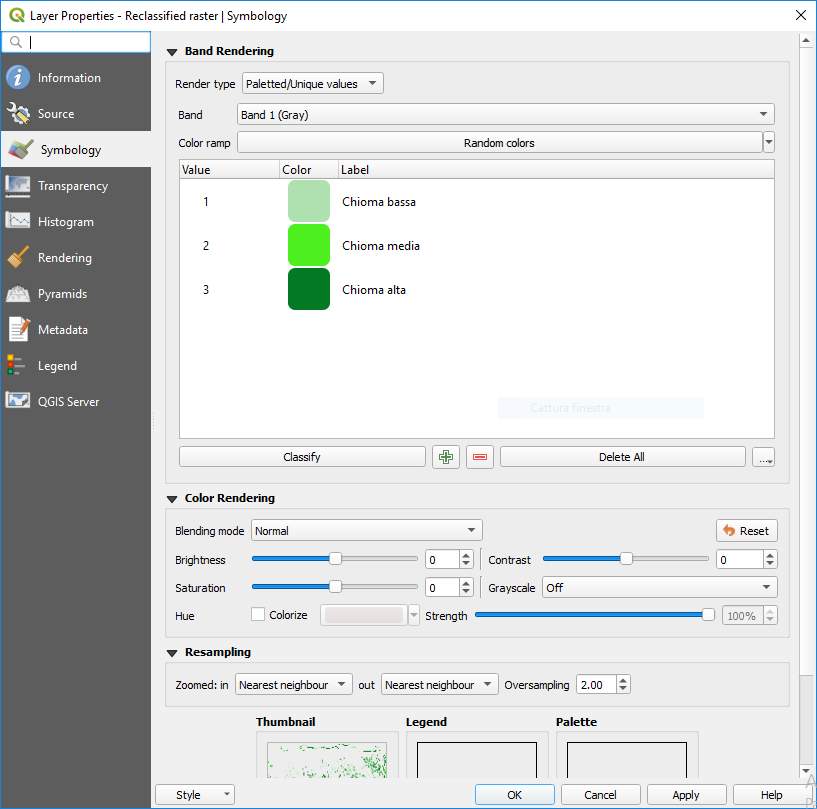 Layer Properties - Reclassified raster | Symbology
Information
Source
Symbology
Transparency
Histogram
Rendering
Pyramids
Metadata
Legend
QGIS Server
Band Rendering
Render type Paletted/Unique values
Band Band 1 (Gray)
Color ramp Random colors
Value Color Label
1 Chioma bassa
2 Chioma media
3 Chioma alta
Cattura finestra
Classify Delete All ...
Color Rendering
Blending mode Normal Reset
Brightness 0 Contrast 0
Saturation 0 Grayscale Off
Hue Colorize Strength 100%
Resampling
Zoomed: in Nearest neighbour out Nearest neighbour Oversampling 2.00
Thumbnail Legend Palette
Style OK Cancel Apply Help